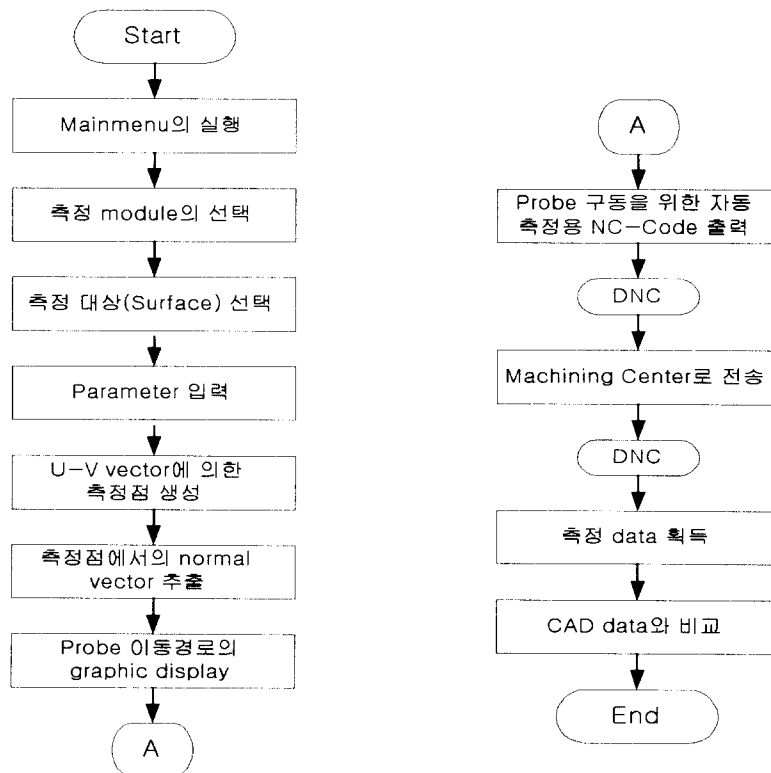 Start
Mainmenu의 실행
측정 module의 선택
측정 대상(Surface) 선택
Parameter 입력
U-V vector에 의한
측정점 생성
측정점에서의 normal
vector 추출
Probe 이동경로의
graphic display
A
A
Probe 구동을 위한 자동
측정용 NC-Code 출력
DNC
Machining Center로 전송
DNC
측정 data 획득
CAD data와 비교
End